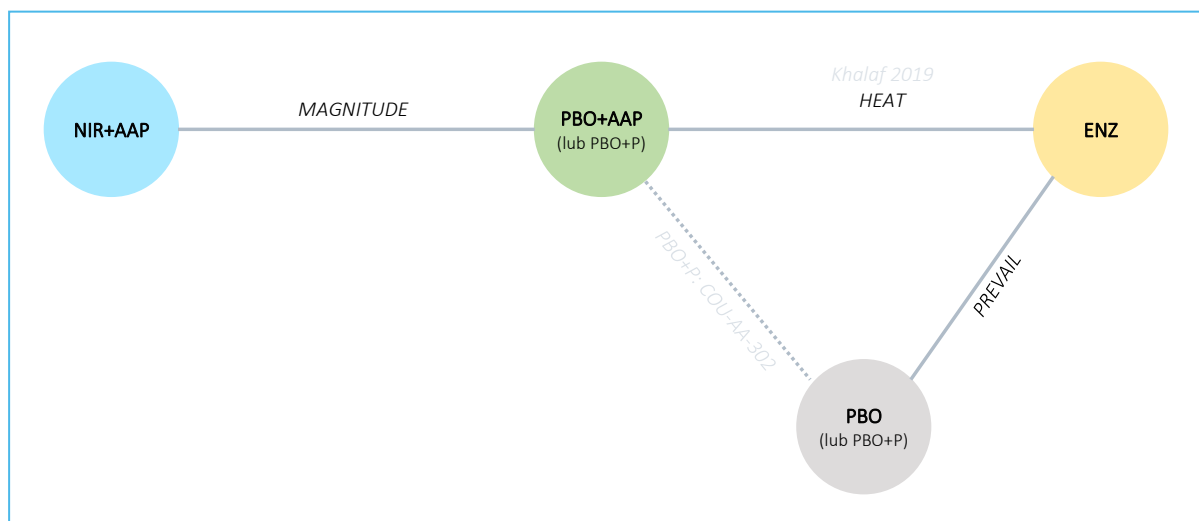 Khalaf 2019
HEAT
MAGNITUDE
NIR+AAP
PBO+AAP
(lub PBO+P)
ENZ
PBO+P: COU-AA-302
PREVAIL
PBO
(lub PBO+P)